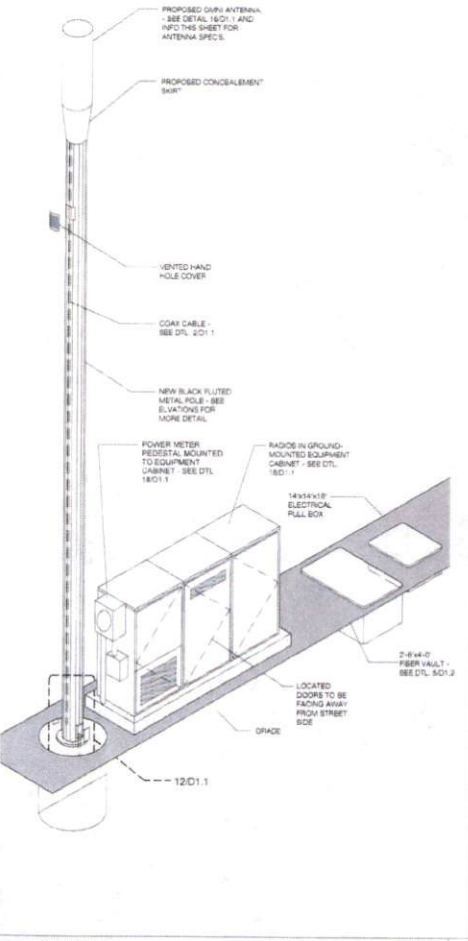 PROPOSED OMNI ANTENNA
- SEE DETAIL 16/D1.1 AND
INFO THIS SHEET FOR
ANTENNA SPEC'S.
PROPOSED CONCEALEMENT
SKIRT
VENTED HAND
HOLE COVER
COAX CABLE -
SEE DTL. 2/D1.1
NEW BLACK FLUTED
METAL POLE - SEE
ELVATIONS FOR
MORE DETAIL
POWER METER
PEDESTAL MOUNTED
TO EQUIPMENT
CABINET - SEE DTL
18/D1.1
RADIOS IN GROUND-
MOUNTED EQUIPMENT
CABINET - SEE DTL.
18/D1.1
14"x14"x18"
ELECTRICAL
PULL BOX
2'-6"x4'-0"
FIBER VAULT -
SEE DTL. 5/D1.2
LOCATED
DOORS TO BE
FACING AWAY
FROM STREET
SIDE
GRADE
12/D1.1